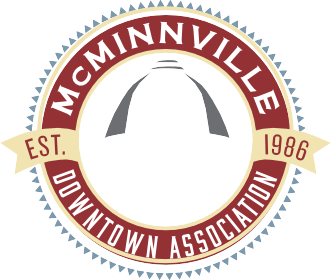 McMINNVILLE
EST. 1986
DOWNTOWN ASSOCIATION